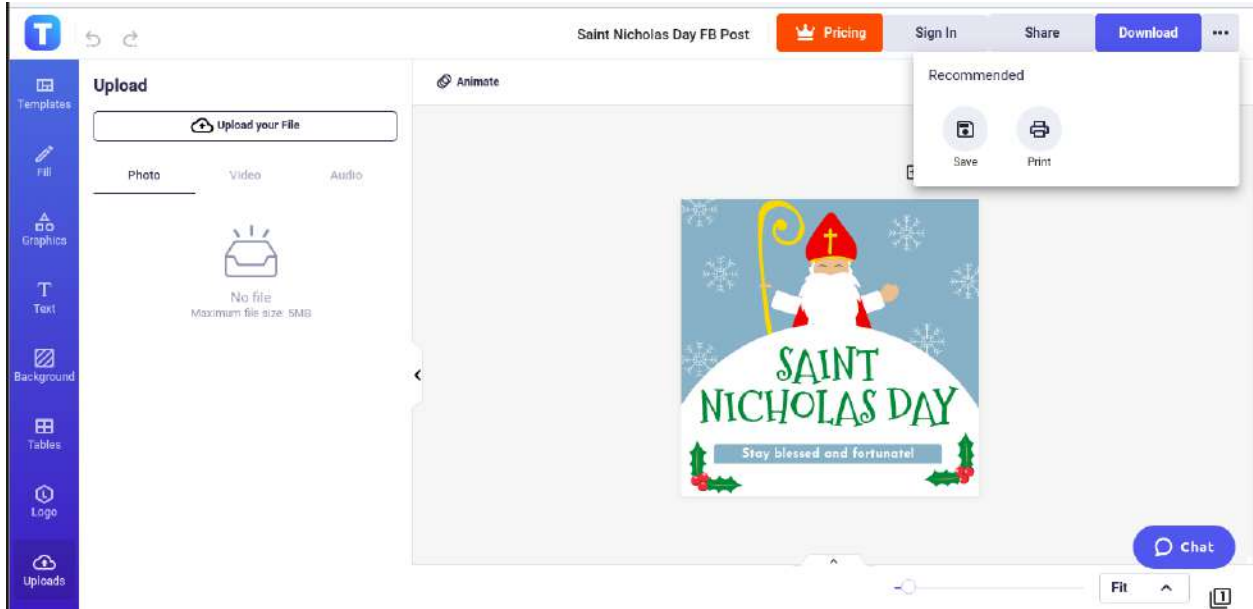 T
Saint Nicholas Day FB Post
Pricing
Sign In
Share
Download
Templates
Fill
Graphics
Text
Background
Tables
Logo
Uploads
Upload
Upload your File
Photo
Video
Audio
No file
Maximum file size: 5MB
Animate
Recommended
Save
Print
SAINT
NICHOLAS DAY
Stay blessed and fortunate!
Chat
Fit
1